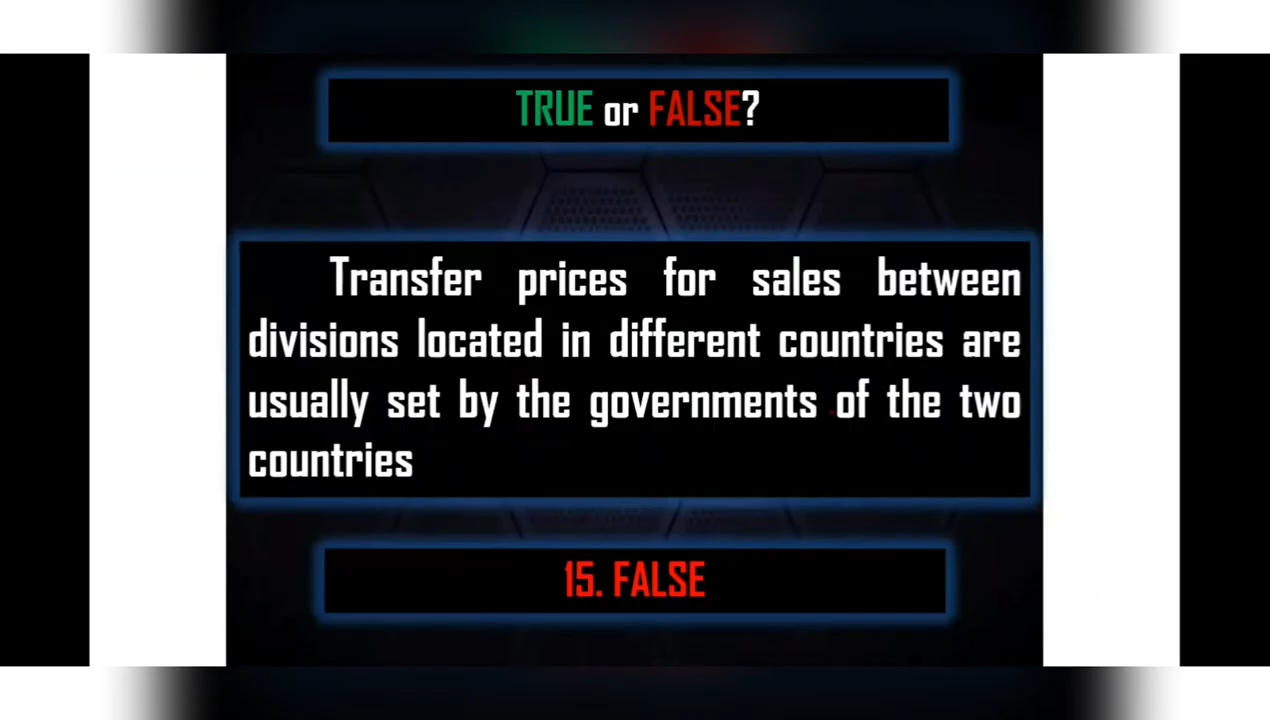 TRUE or FALSE?
Transfer prices for sales between
divisions located in different countries are
usually set by the governments of the two
countries
15. FALSE